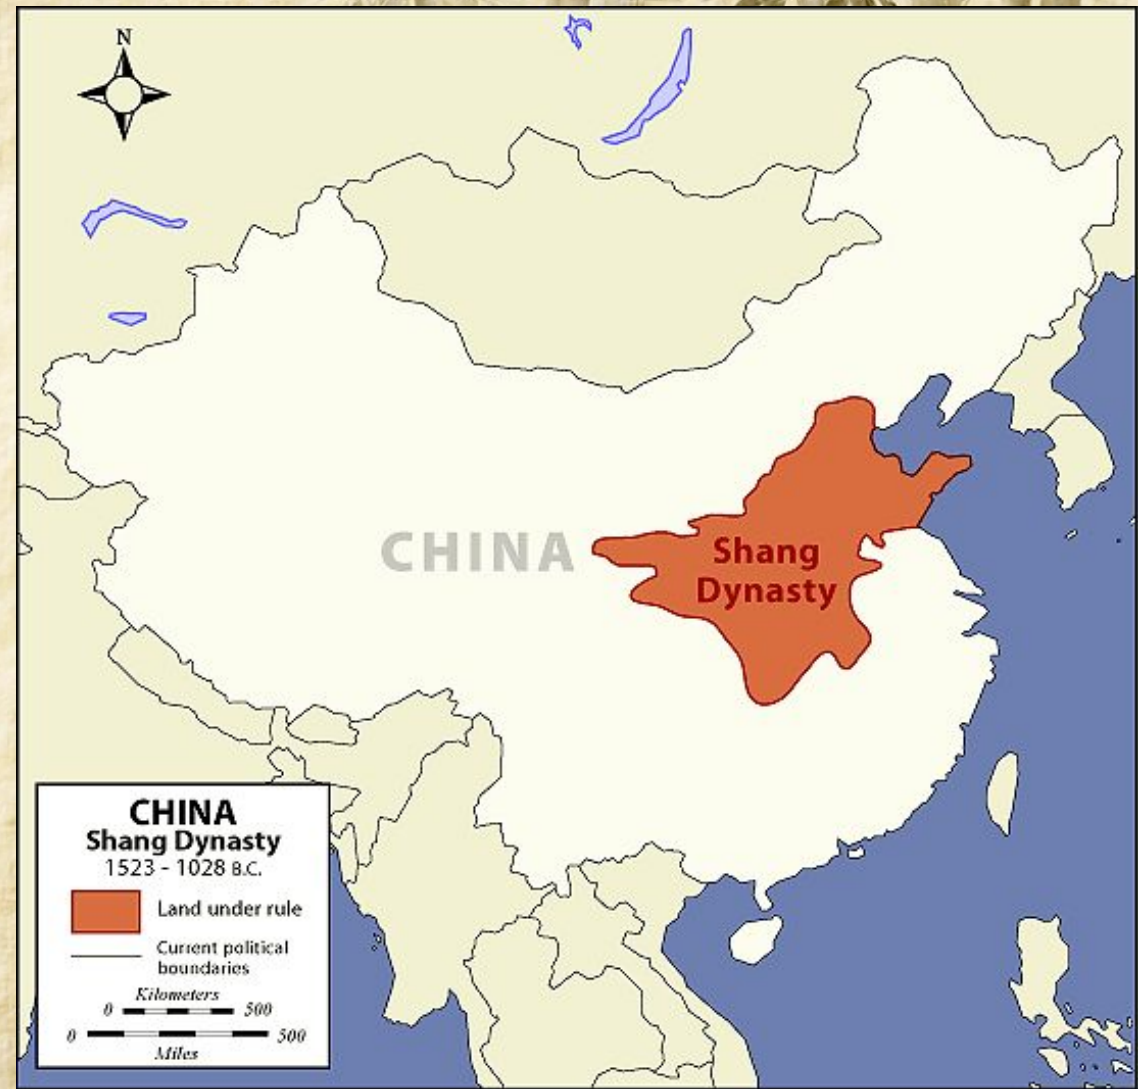 N
CHINA
Shang
Dynasty
CHINA
Shang Dynasty
1523 - 1028 B.C.
Land under rule
Current political
boundaries
Kilometers
0 500
0 500
Miles